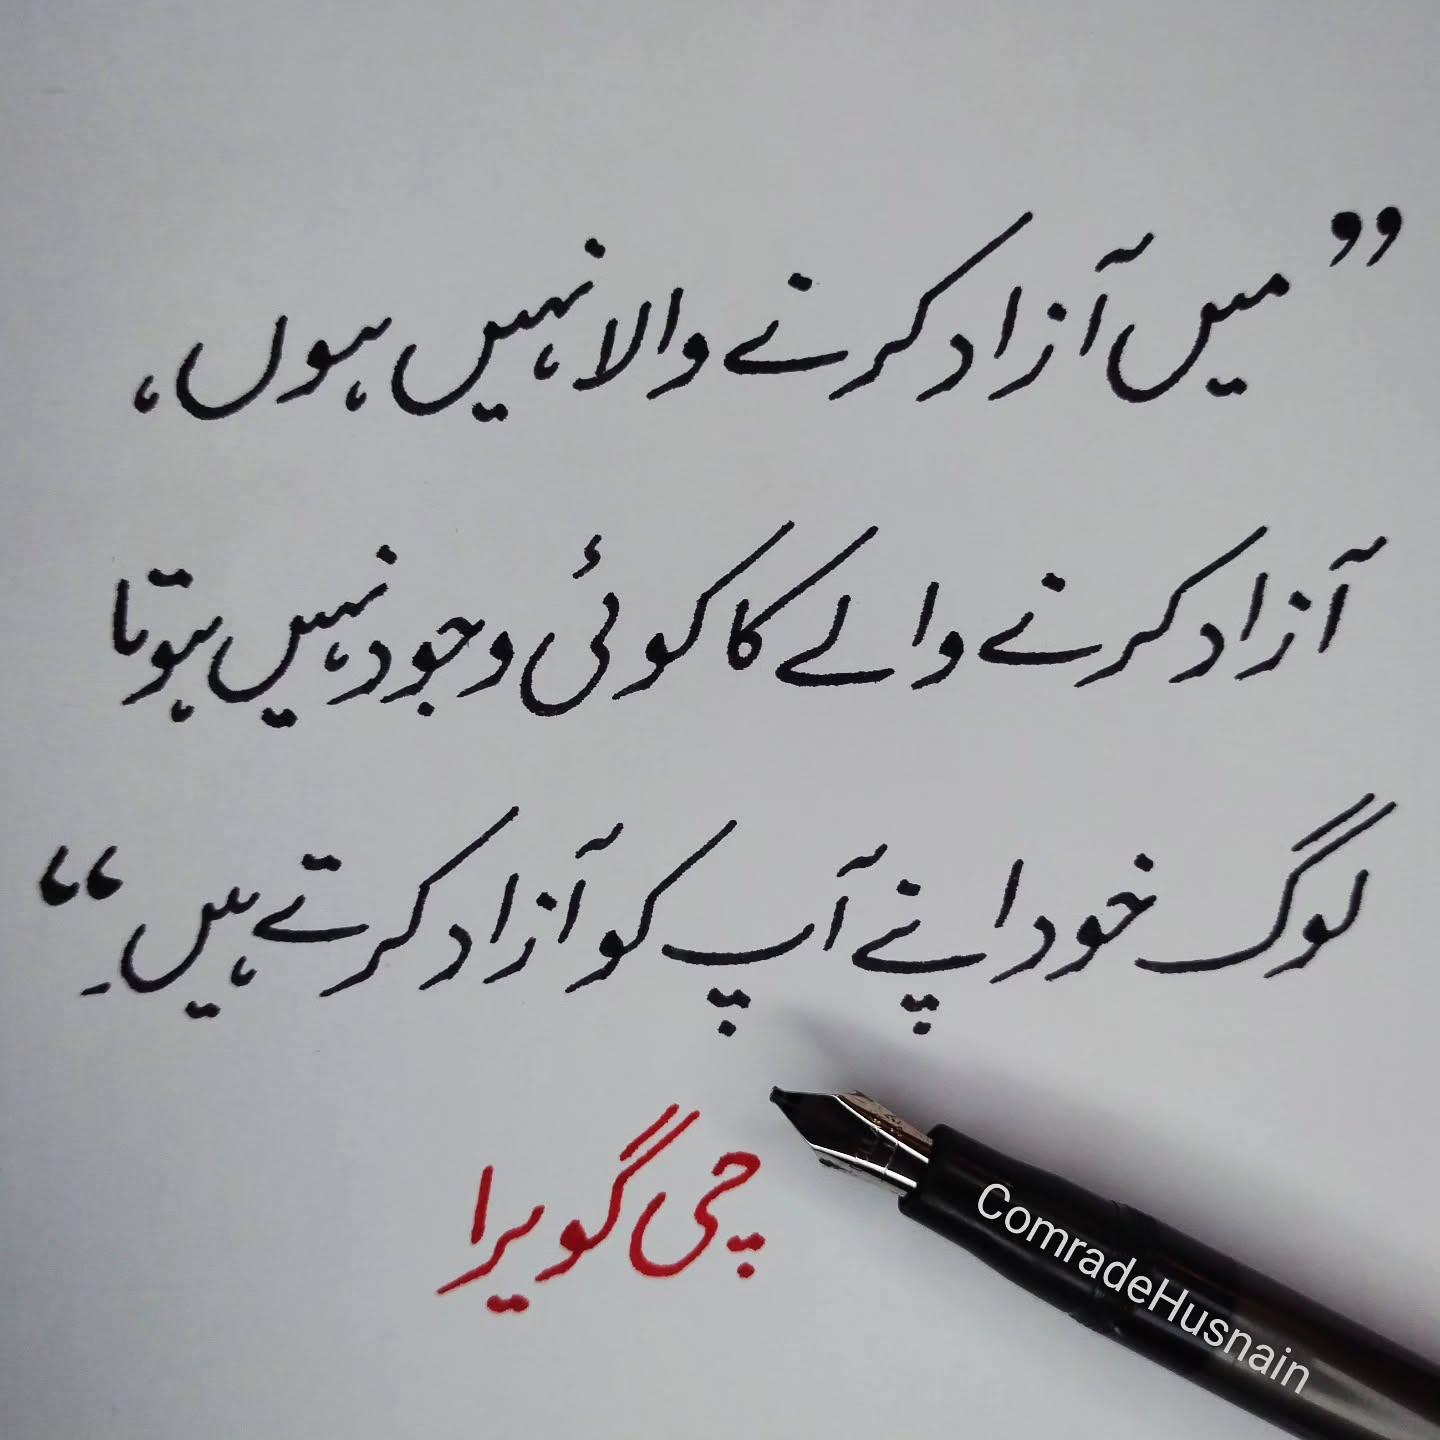 ”میں آزاد کرنے والا نہیں ہوں،
آزاد کرنے والے کا کوئی وجود نہیں ہوتا
لوگ خود اپنے آپ کو آزاد کرتے ہیں۔“
چی گویرا
ComradeHusnain